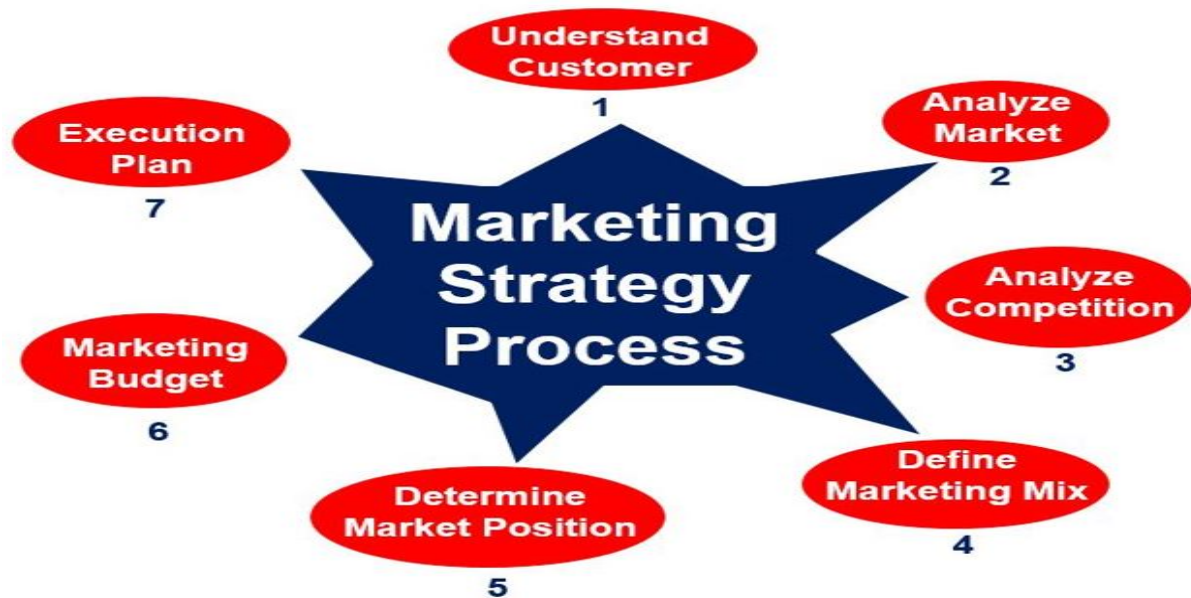 Understand
Customer
1
Analyze
Market
2
Analyze
Competition
3
Define
Marketing Mix
4
Determine
Market Position
5
Marketing
Budget
6
Execution
Plan
7
Marketing
Strategy
Process